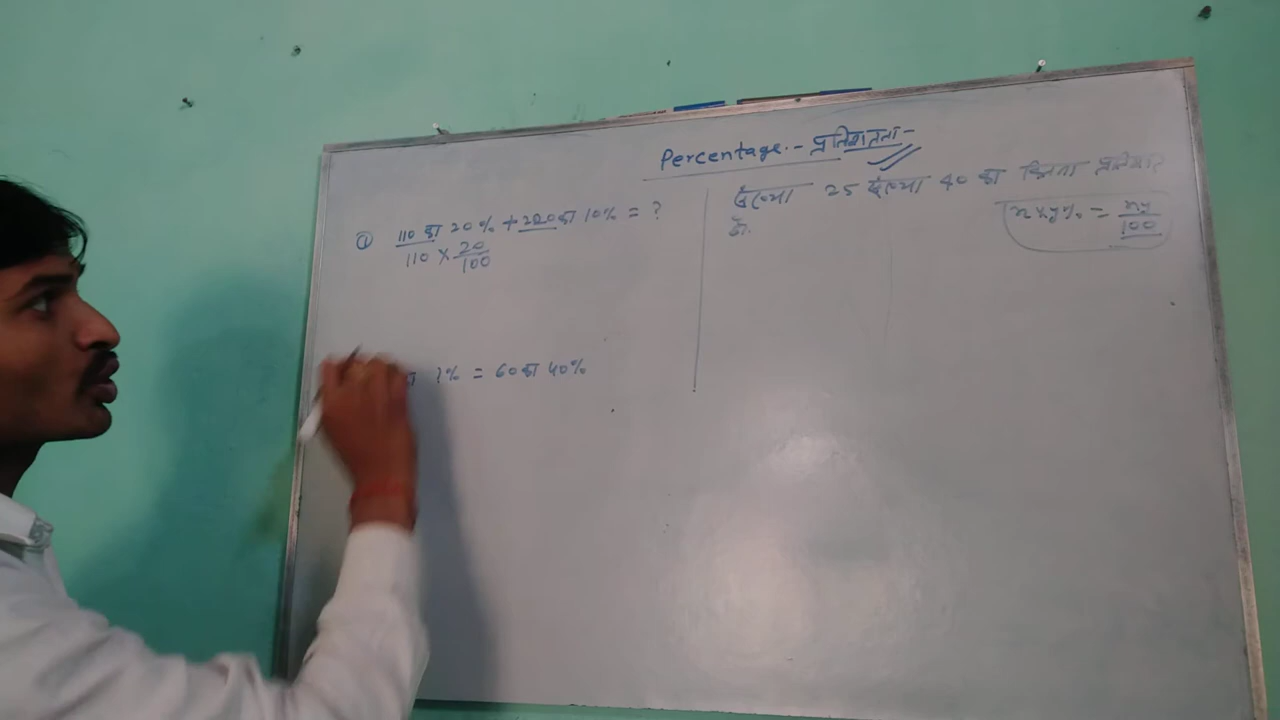 Percentage.- प्रतिशतता-
① 110 का 20% + 220 का 10% = ?
110 × 20/100
?% = 60 का 40%
संख्या 25 संख्या 40 का कितना प्रतिशत
है.
x × y% = xy/100